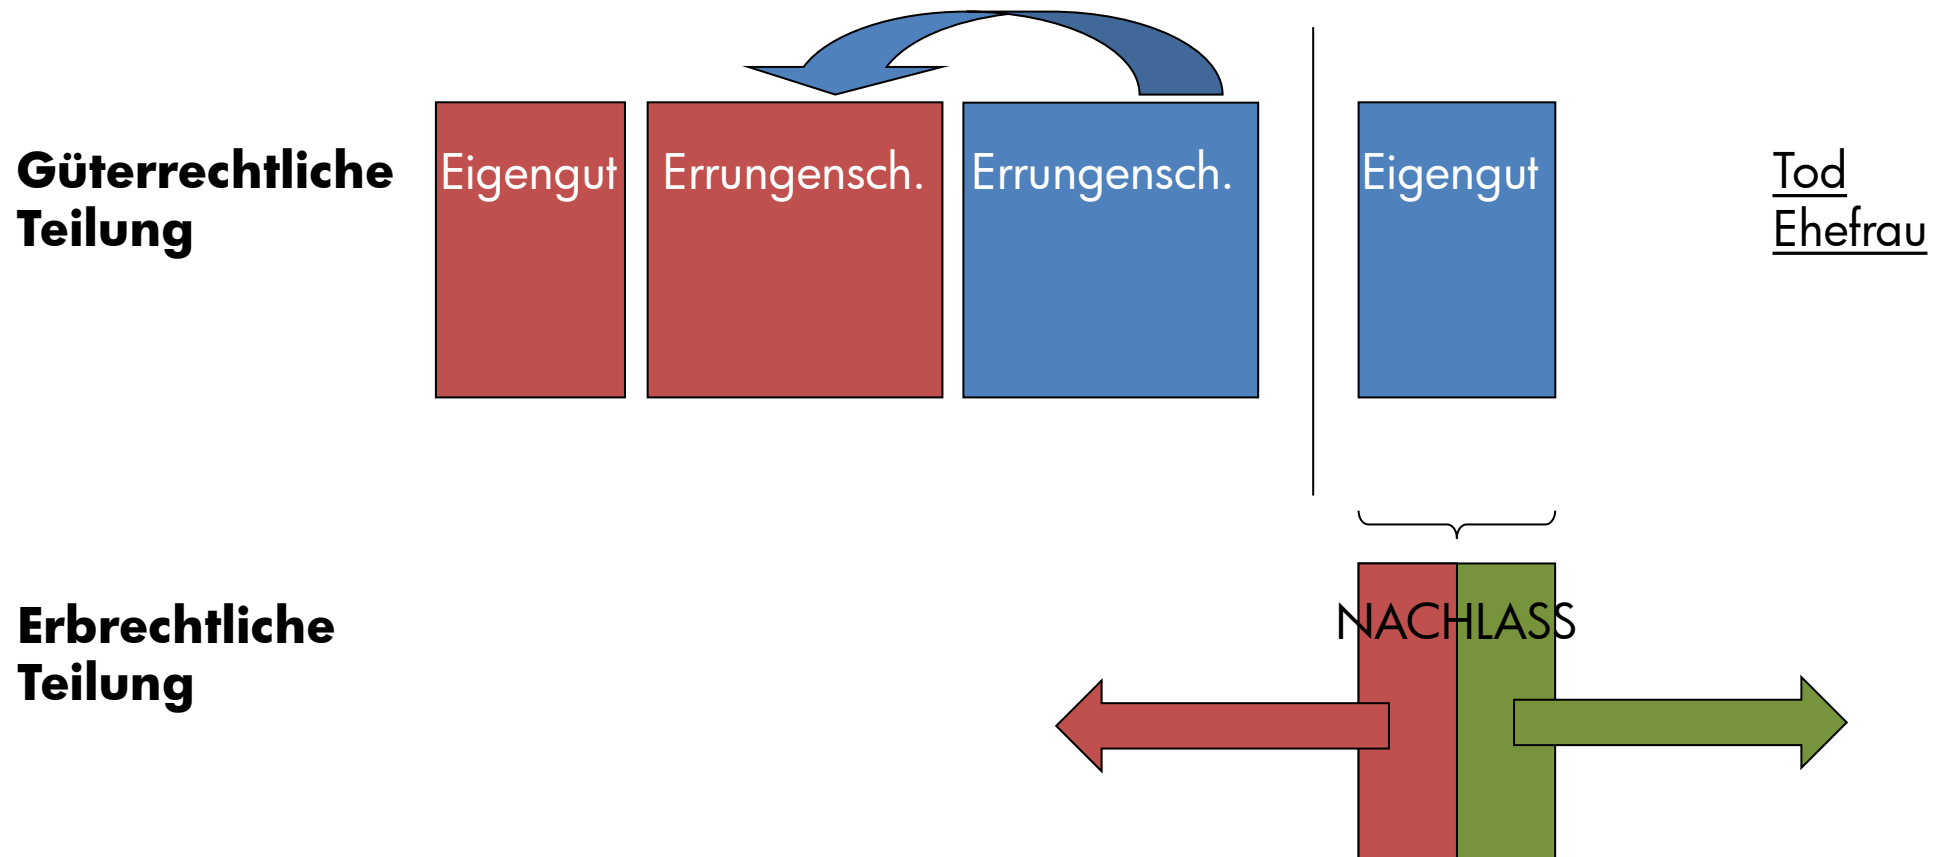 Güterrechtliche
Teilung
Eigengut
Errungensch.
Errungensch.
Eigengut
Tod
Ehefrau
Erbrechtliche
Teilung
NACHLASS